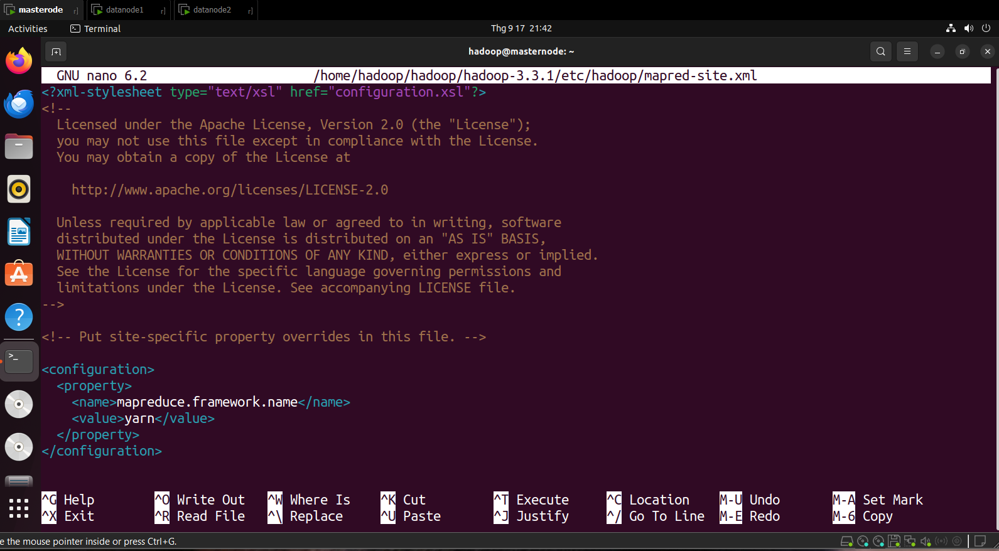 masterode
datanode1
datanode2
Activities
Terminal
Thg 9 17 21:42
hadoop@masternode: ~
GNU nano 6.2 /home/hadoop/hadoop/hadoop-3.3.1/etc/hadoop/mapred-site.xml
<?xml-stylesheet type="text/xsl" href="configuration.xsl"?>
<!--
Licensed under the Apache License, Version 2.0 (the "License");
you may not use this file except in compliance with the License.
You may obtain a copy of the License at
http://www.apache.org/licenses/LICENSE-2.0
Unless required by applicable law or agreed to in writing, software
distributed under the License is distributed on an "AS IS" BASIS,
WITHOUT WARRANTIES OR CONDITIONS OF ANY KIND, either express or implied.
See the License for the specific language governing permissions and
limitations under the License. See accompanying LICENSE file.
-->
<!-- Put site-specific property overrides in this file. -->
<configuration>
<property>
<name>mapreduce.framework.name</name>
<value>yarn</value>
</property>
</configuration>
^G Help ^O Write Out ^W Where Is ^K Cut ^T Execute ^C Location M-U Undo M-A Set Mark
^X Exit ^R Read File ^\ Replace ^U Paste ^J Justify ^/ Go To Line M-E Redo M-6 Copy
e the mouse pointer inside or press Ctrl+G.